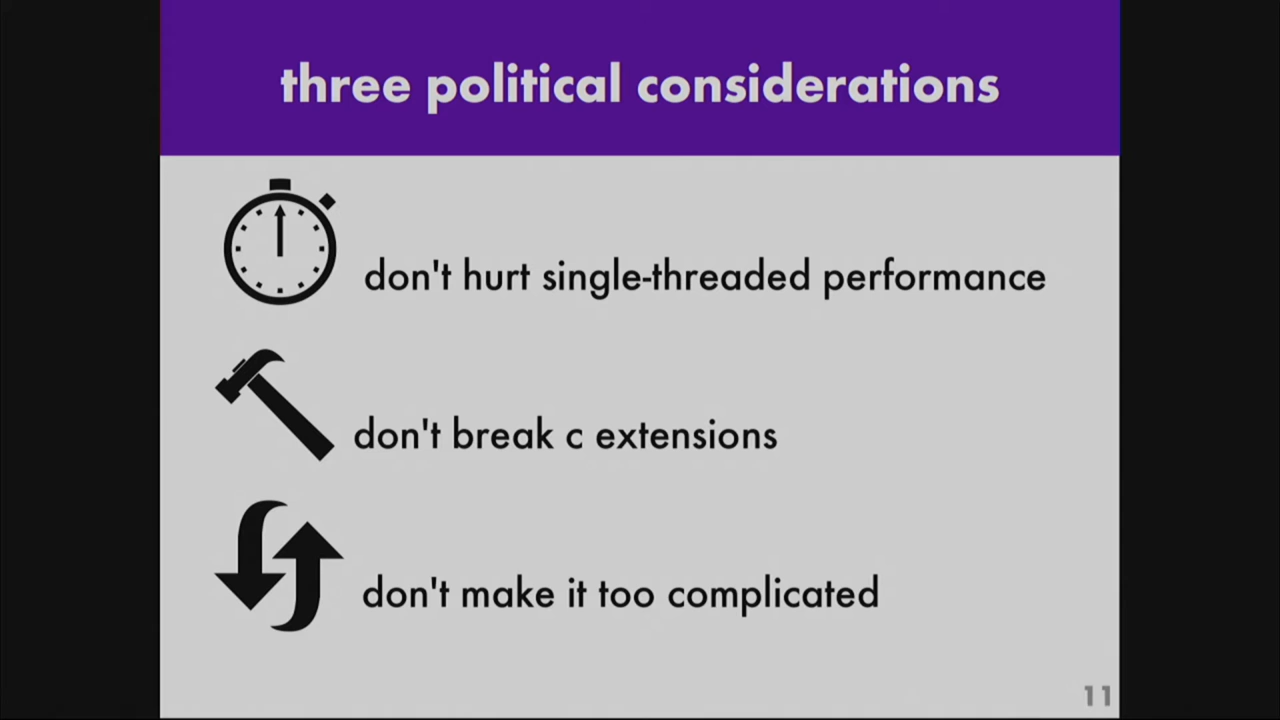 three political considerations
don't hurt single-threaded performance
don't break c extensions
don't make it too complicated
11